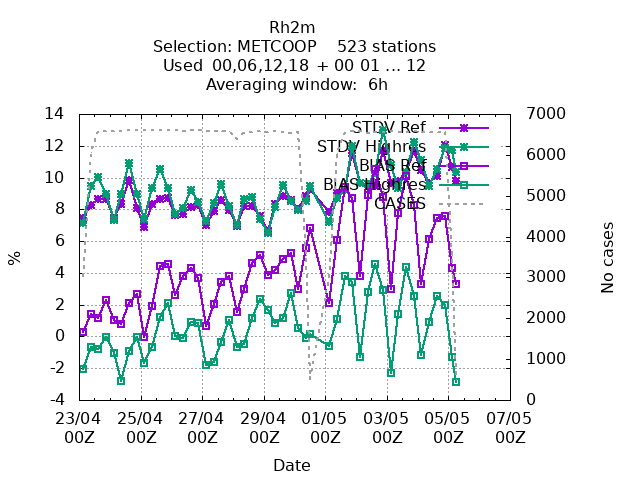 Rh2m
Selection: METCOOP 523 stations
Used 00,06,12,18 + 00 01 ... 12
Averaging window: 6h
STDV Ref
STDV Highres
BIAS Ref
BIAS Highres
CASES
14
12
10
8
6
4
2
0
-2
-4
%
7000
6000
5000
4000
3000
2000
1000
0
No cases
23/04 25/04 27/04 29/04 01/05 03/05 05/05 07/05
00Z 00Z 00Z 00Z 00Z 00Z 00Z 00Z
Date